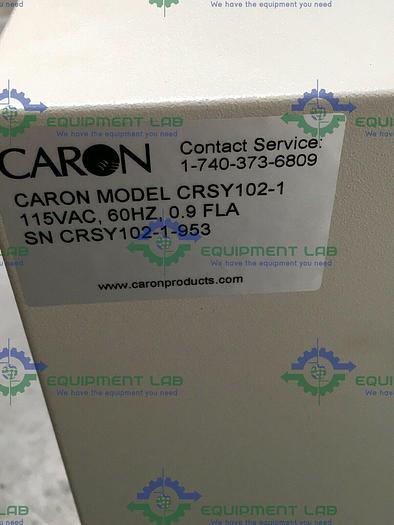 We have the equipment you need
EQUIPMENT LAB
We have the equipment you need
CARON
Contact Service:
1-740-373-6809
CARON MODEL CRSY102-1
115VAC, 60HZ, 0.9 FLA
SN CRSY102-1-953
www.caronproducts.com
EQUIPMENT LAB
We have the equipment you need
EQUIPMENT LAB
We have the equipment you need
EQUIPMENT LAB
We have the equipment you need